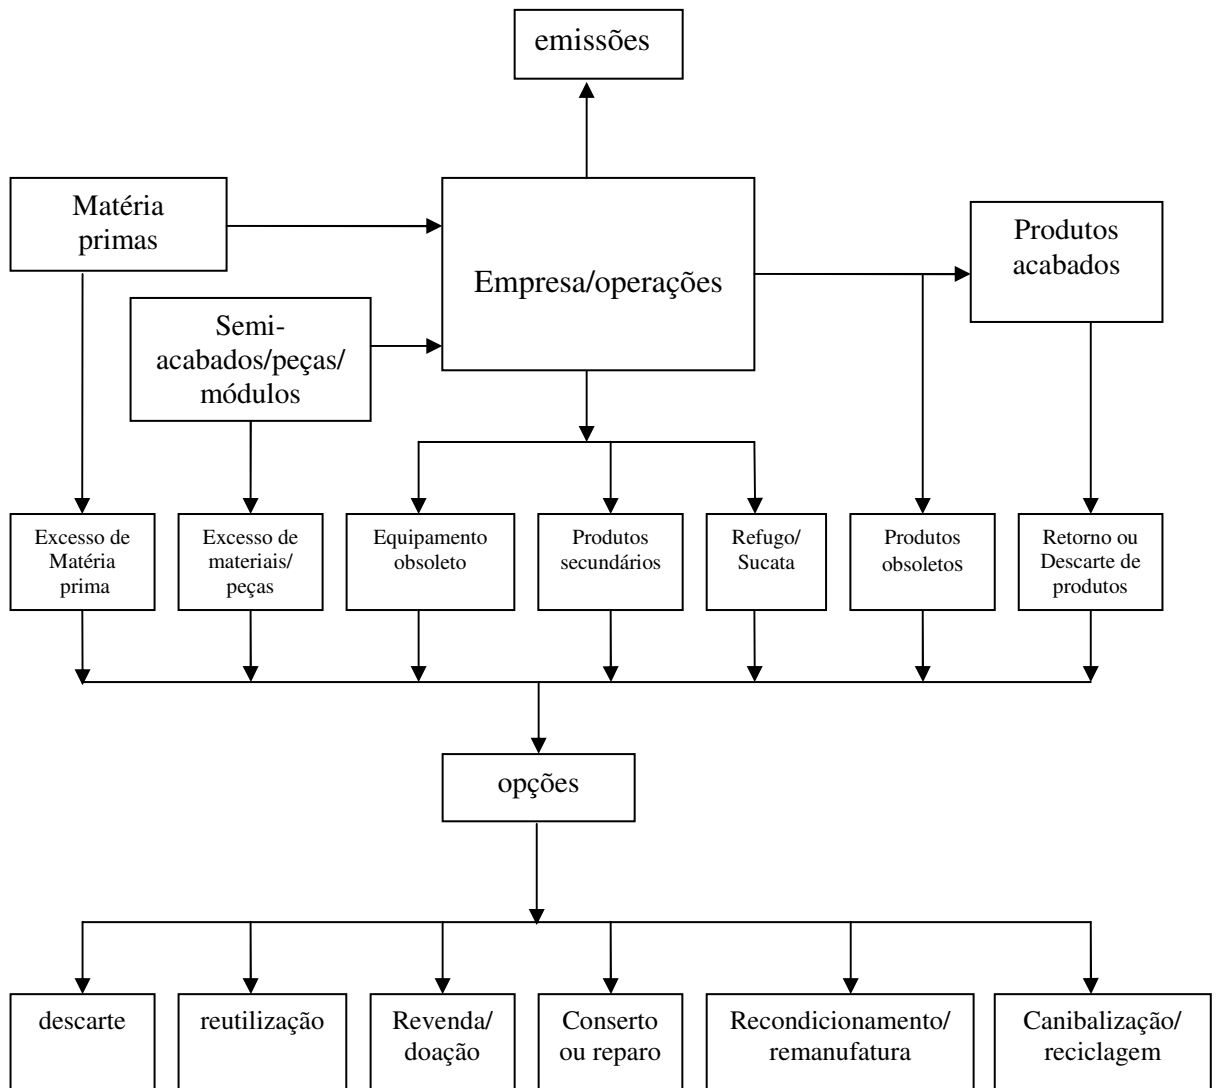 emissões
Matéria
primas
Empresa/operações
Produtos
acabados
Semi-
acabados/peças/
módulos
Excesso de
Matéria
prima
Excesso de
materiais/
peças
Equipamento
obsoleto
Produtos
secundários
Refugo/
Sucata
Produtos
obsoletos
Retorno ou
Descarte de
produtos
opções
descarte
reutilização
Revenda/
doação
Conserto
ou reparo
Recondicionamento/
remanufatura
Canibalização/
reciclagem